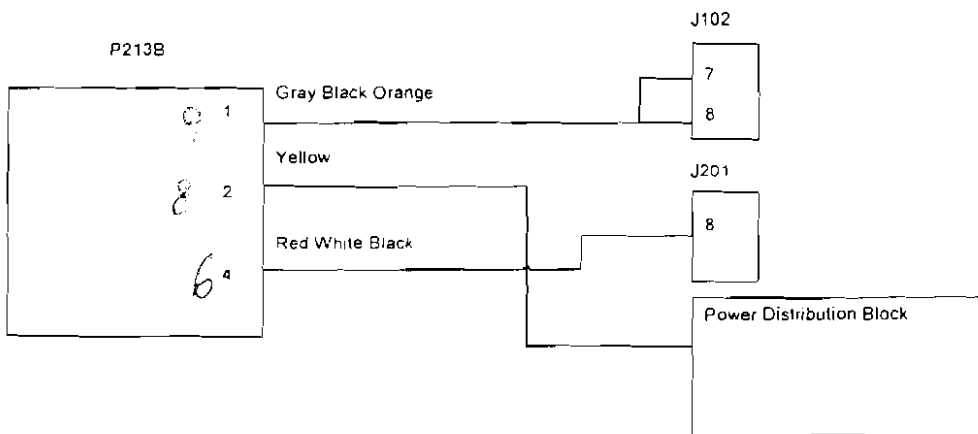 J102
P213B
7
Gray Black Orange
9 1
8
Yellow
J201
8 2
8
Red White Black
6 4
Power Distribution Block